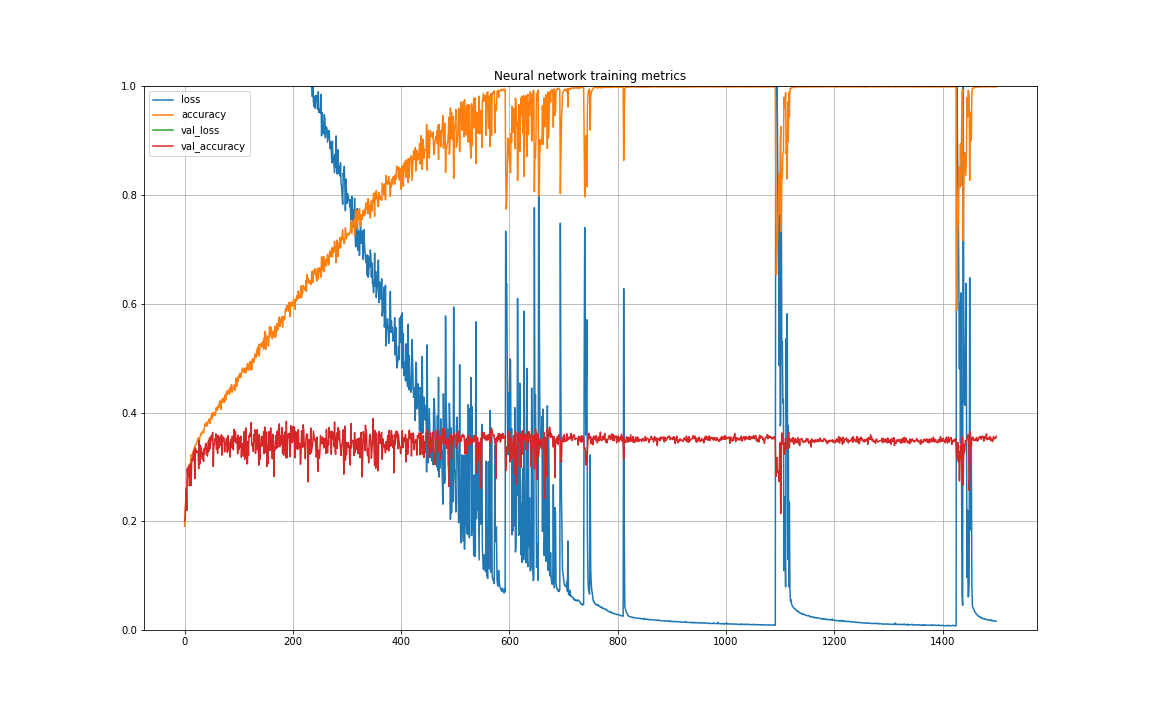 Neural network training metrics
1.0
loss
accuracy
val_loss
val_accuracy
0.8
0.6
0.4
0.2
0.0
0 200 400 600 800 1000 1200 1400